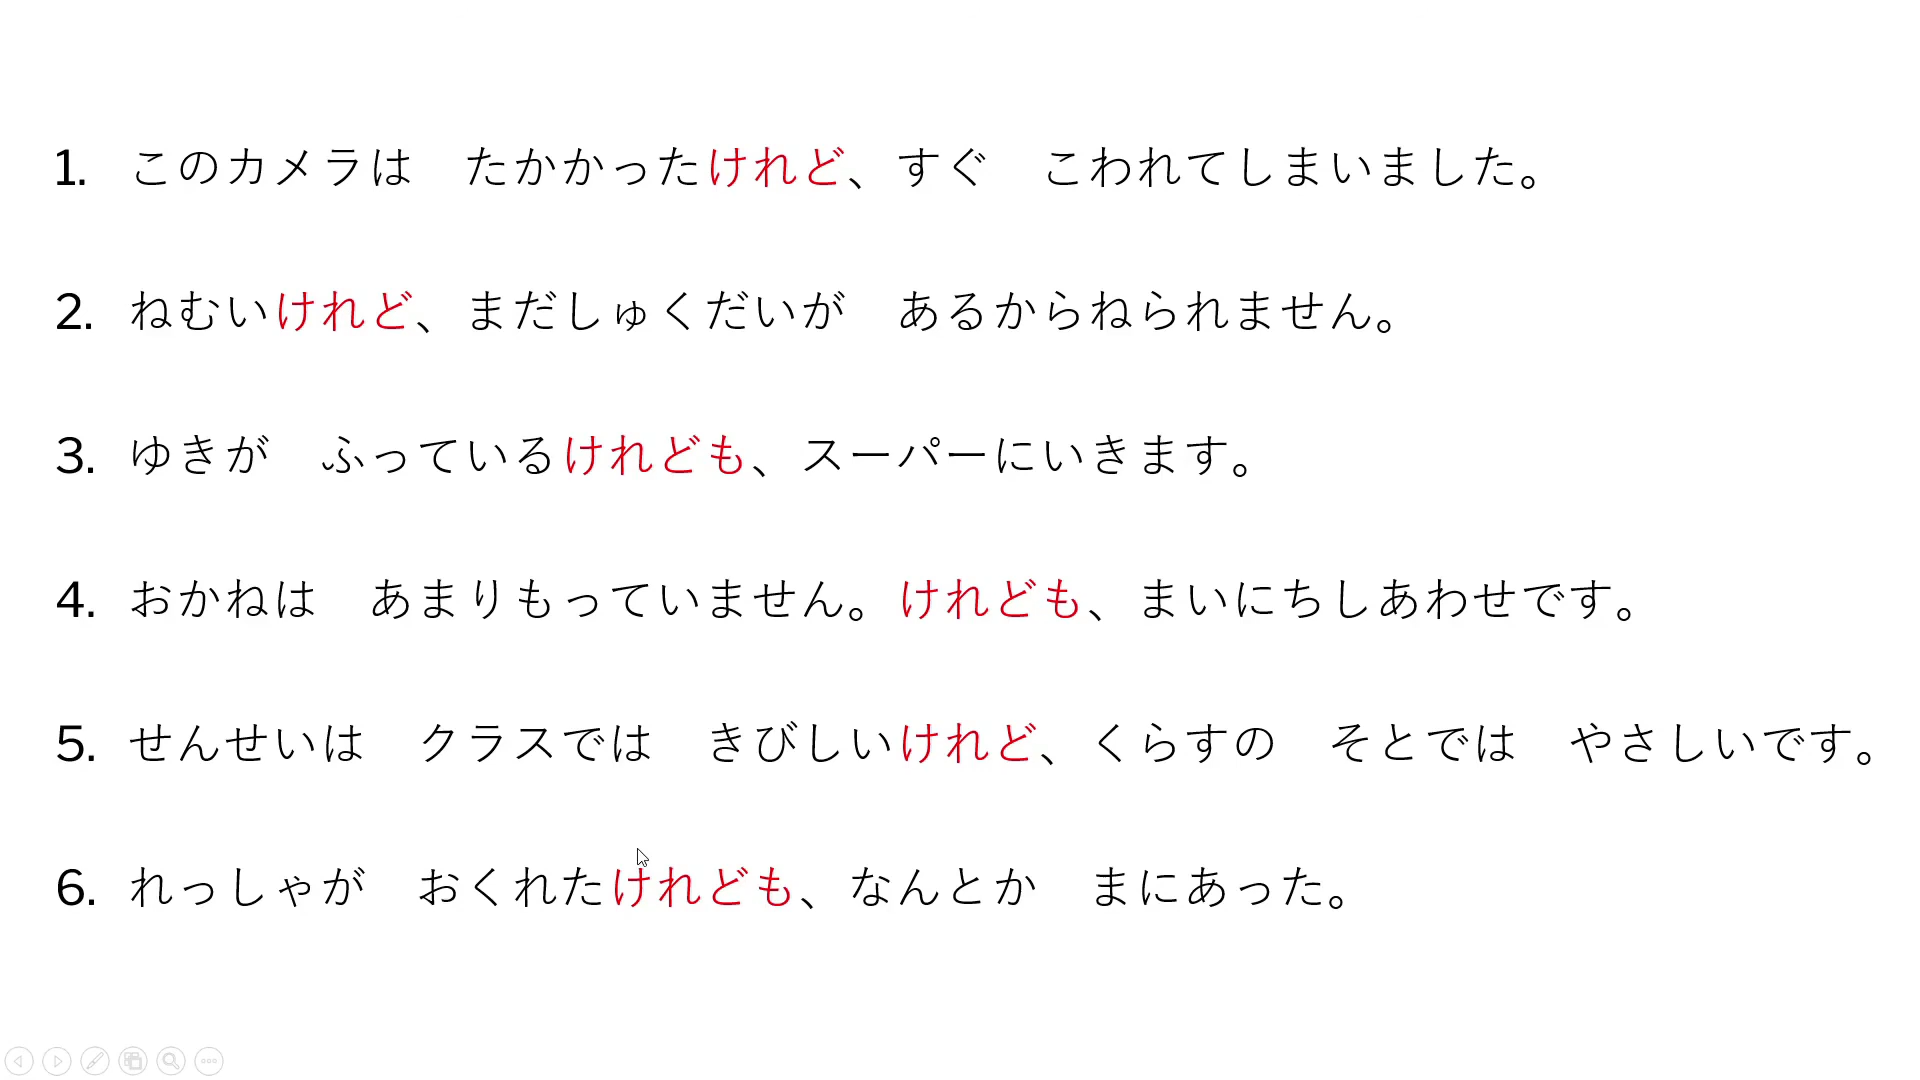 1. このカメラは　たかかったけれど、すぐ　こわれてしまいました。
2. ねむいけれど、まだしゅくだいが　あるからねられません。
3. ゆきが　ふっているけれども、スーパーにいきます。
4. おかねは　あまりもっていません。けれども、まいにちしあわせです。
5. せんせいは　クラスでは　きびしいけれど、くらすの　そとでは　やさしいです。
6. れっしゃが　おくれたけれども、なんとか　まにあった。